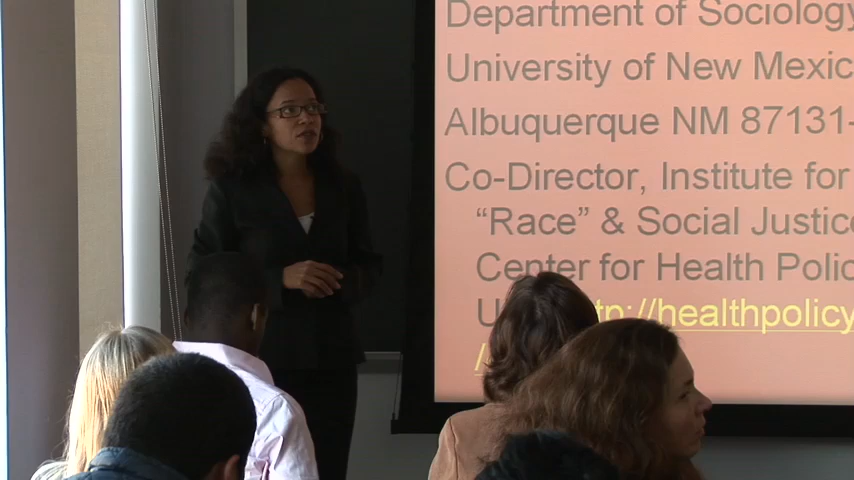 Department of Sociology
University of New Mexic
Albuquerque NM 87131-
Co-Director, Institute for
“Race” & Social Justice
Center for Health Polic
tp://healthpolicy
/